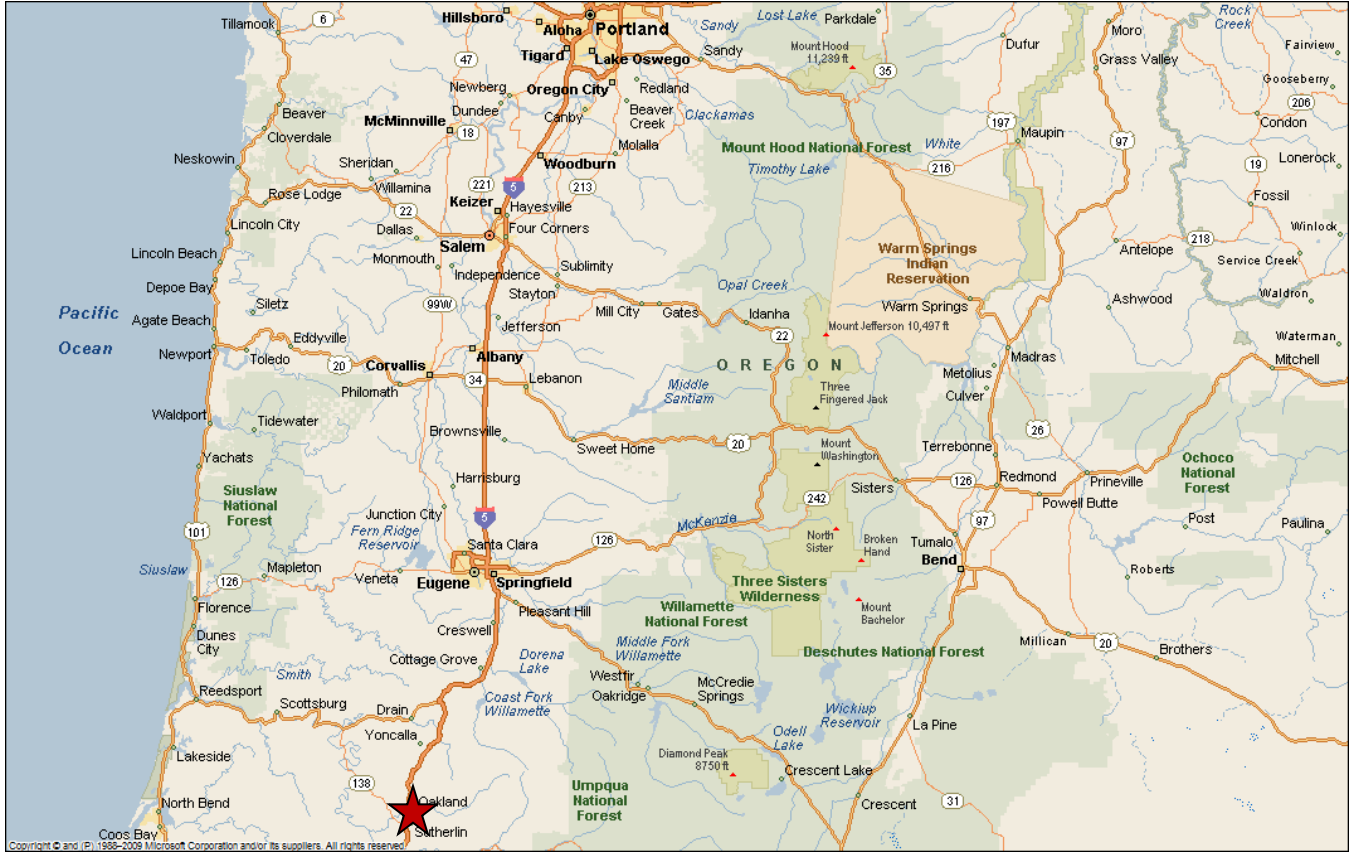 Tillamook
6
Hillsboro
Aloha
Portland
Sandy
Lost Lake
Parkdale
Dufur
Moro
Rock
Creek
Tigard
Lake Oswego
Sandy
Mount Hood
11,239 ft
35
Grass Valley
Fairview
47
Oregon City
Newberg
Redland
Gooseberry
Dundee
Beaver
Creek
Canby
Clackamas
206
Beaver
McMinnville
18
197
Maupin
Condon
Cloverdale
Molalla
Mount Hood National Forest
White
97
Neskowin
Sheridan
Woodburn
Timothy Lake
216
19
Lonerock
Willamina
221
5
213
Rose Lodge
Keizer
Hayesville
Fossil
22
Lincoln City
Dallas
Salem
Four Corners
Winlock
218
Lincoln Beach
Monmouth
Independence
Sublimity
Warm Springs
Indian
Reservation
Antelope
Service Creek
Depoe Bay
Stayton
Opal Creek
Siletz
99W
Mill City
Gates
Idanha
Warm Springs
Ashwood
Waldron
Pacific
Ocean
Agate Beach
Jefferson
22
Mount Jefferson 10,497 ft
Eddyville
Waterman
Newport
Toledo
20
Corvallis
Albany
OREGON
Madras
Mitchell
Philomath
34
Lebanon
Middle
Santiam
Three
Fingered Jack
Metolius
Culver
Waldport
Tidewater
Brownsville
26
Sweet Home
20
Mount
Washington
Terrebonne
Yachats
Ochoco
National
Forest
Harrisburg
Sisters
126
Redmond
Prineville
Siuslaw
National
Forest
242
Powell Butte
Junction City
5
McKenzie
97
Post
Paulina
101
Fern Ridge
Reservoir
Santa Clara
126
North
Sister
Broken
Hand
Tumalo
Siuslaw
126
Mapleton
Veneta
Eugene
Springfield
Three Sisters
Wilderness
Bend
Roberts
Florence
Pleasant Hill
Willamette
National Forest
Mount
Bachelor
Dunes
City
Creswell
Middle Fork
Willamette
Deschutes National Forest
Millican
20
Brothers
Cottage Grove
Dorena
Lake
Smith
Westfir
McCredie
Springs
Reedsport
Scottsburg
Drain
Coast Fork
Willamette
Oakridge
Wickiup
Reservoir
La Pine
Yoncalla
Odell
Lake
Lakeside
Diamond Peak
8750 ft
Crescent Lake
138
Umpqua
National
Forest
North Bend
Oakland
Crescent
31
Coos Bay
Sutherlin
Copyright © and (P) 1988–2009 Microsoft Corporation and/or its suppliers. All rights reserved.